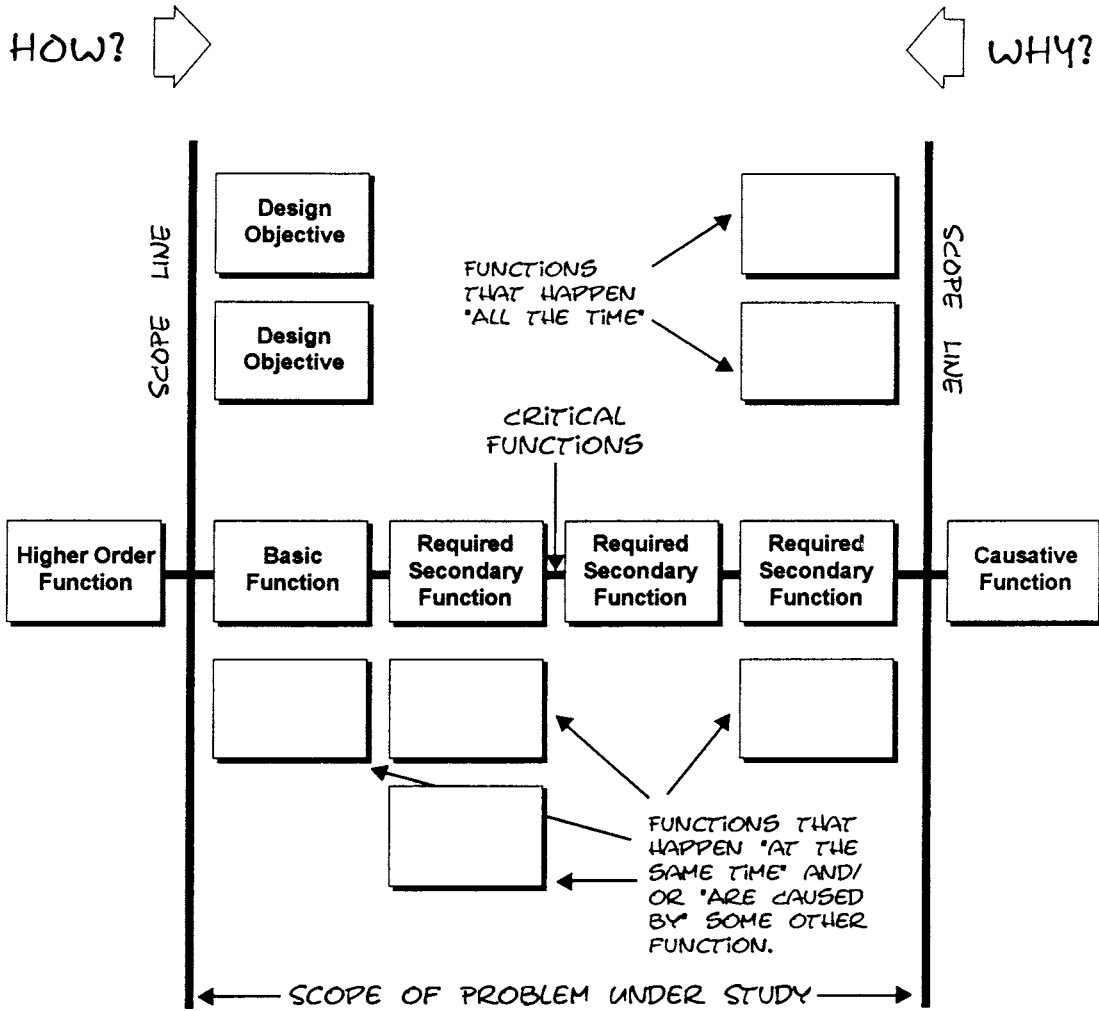 HOW?
WHY?
SCOPE LINE
Design
Objective
Design
Objective
FUNCTIONS
THAT HAPPEN
"ALL THE TIME"
SCOPE LINE
CRITICAL
FUNCTIONS
Higher Order
Function
Basic
Function
Required
Secondary
Function
Required
Secondary
Function
Required
Secondary
Function
Causative
Function
FUNCTIONS THAT
HAPPEN "AT THE
SAME TIME" AND/
OR "ARE CAUSED
BY" SOME OTHER
FUNCTION.
SCOPE OF PROBLEM UNDER STUDY